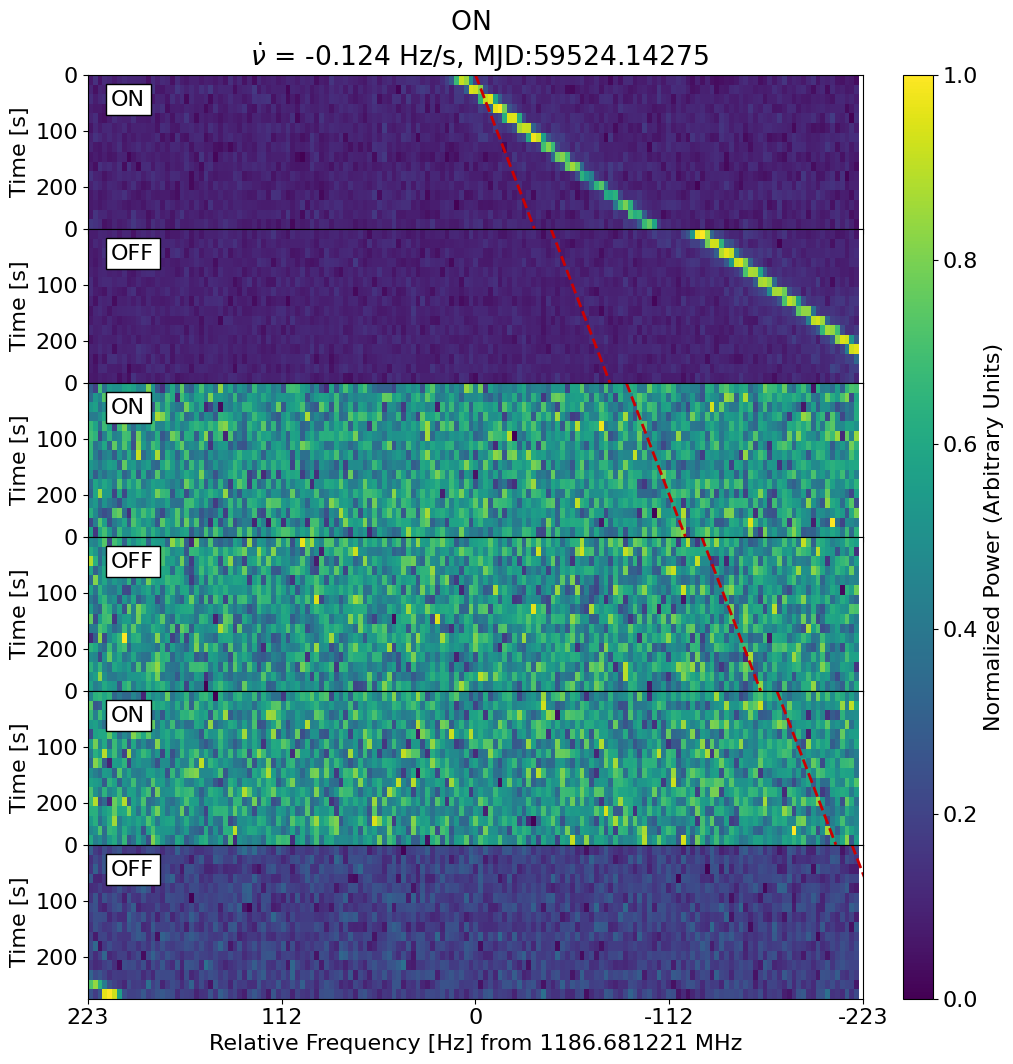 ON
ν̇ = -0.124 Hz/s, MJD:59524.14275
0
ON
100
200
Time [s]
0
OFF
100
200
Time [s]
0
ON
100
200
Time [s]
0
OFF
100
200
Time [s]
0
ON
100
200
Time [s]
0
OFF
100
200
Time [s]
223 112 0 -112 -223
Relative Frequency [Hz] from 1186.681221 MHz
1.0
0.8
0.6
0.4
0.2
0.0
Normalized Power (Arbitrary Units)